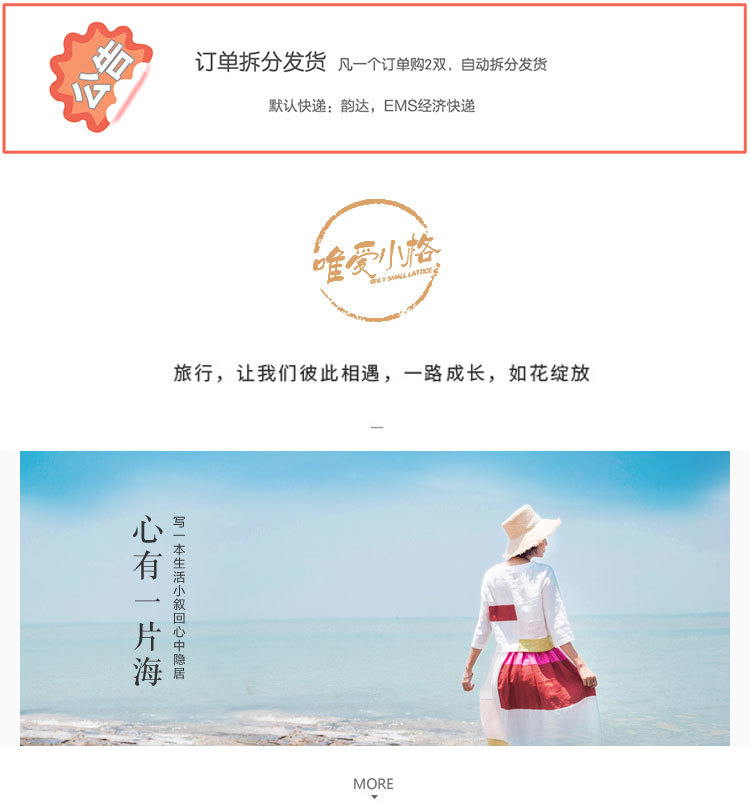 公告
订单拆分发货 凡一个订单购2双，自动拆分发货
默认快递：韵达，EMS经济快递
唯爱小格
ONLY SMALL LATTICE
旅行，让我们彼此相遇，一路成长，如花绽放
心有一片海
写一本生活小叙回心中隐居
MORE